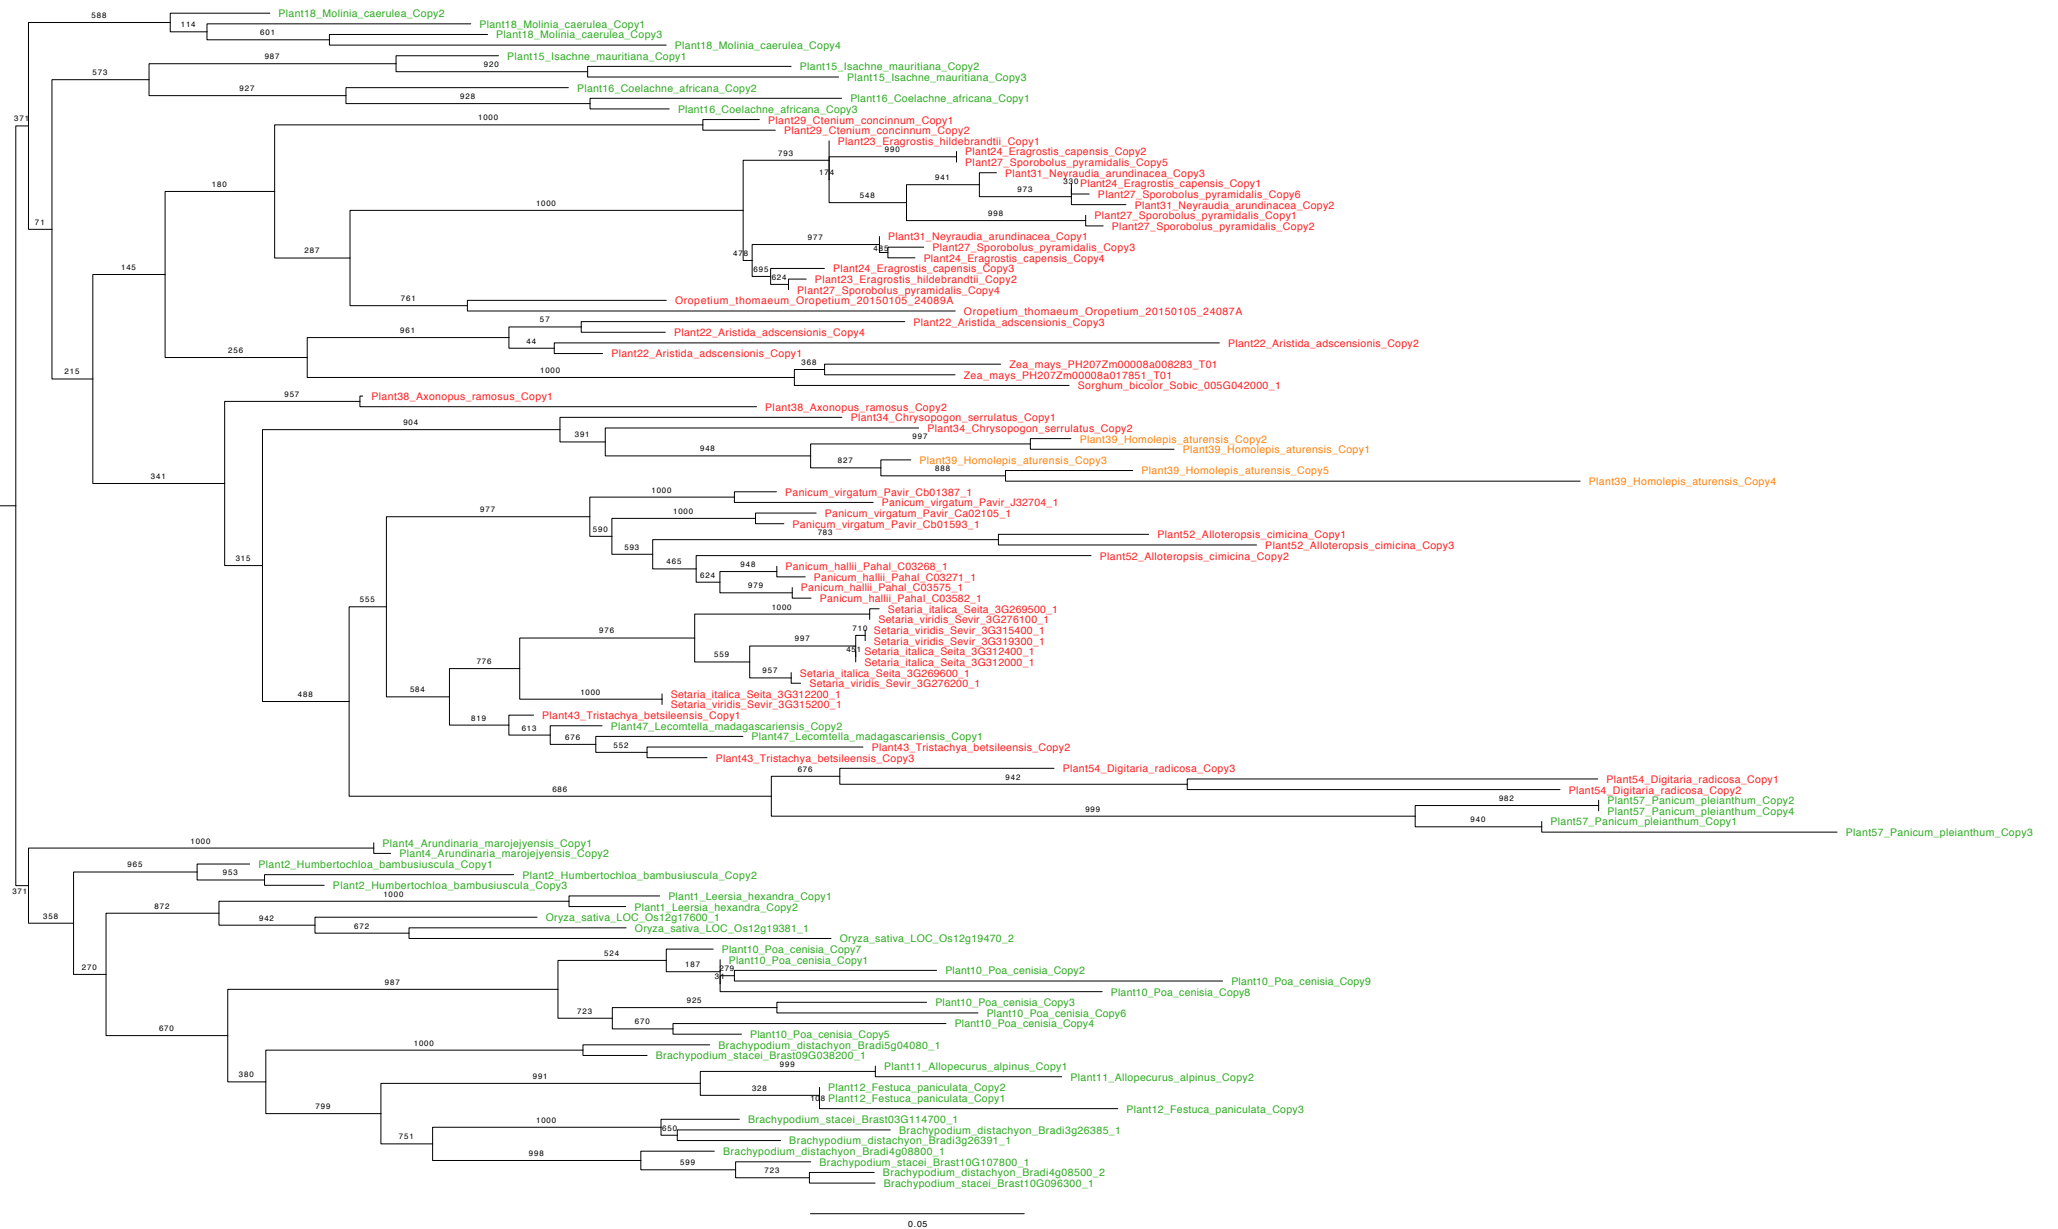 588
Plant18_Molinia_caerulea_Copy2
114
Plant18_Molinia_caerulea_Copy1
601
Plant18_Molinia_caerulea_Copy3
Plant18_Molinia_caerulea_Copy4
987
Plant15_Isachne_mauritiana_Copy1
920
Plant15_Isachne_mauritiana_Copy2
573
Plant15_Isachne_mauritiana_Copy3
927
Plant16_Coelachne_africana_Copy2
928
Plant16_Coelachne_africana_Copy1
Plant16_Coelachne_africana_Copy3
371
1000
Plant29_Ctenium_concinnum_Copy1
Plant29_Ctenium_concinnum_Copy2
Plant23_Eragrostis_hildebrandtii_Copy1
793
990
Plant24_Eragrostis_capensis_Copy2
Plant27_Sporobolus_pyramidalis_Copy5
174
Plant31_Neyraudia_arundinacea_Copy3
941
330
Plant24_Eragrostis_capensis_Copy1
180
973
Plant27_Sporobolus_pyramidalis_Copy6
548
Plant31_Neyraudia_arundinacea_Copy2
1000
998
Plant27_Sporobolus_pyramidalis_Copy1
71
Plant27_Sporobolus_pyramidalis_Copy2
977
Plant31_Neyraudia_arundinacea_Copy1
287
478
485
Plant27_Sporobolus_pyramidalis_Copy3
Plant24_Eragrostis_capensis_Copy4
145
695
Plant24_Eragrostis_capensis_Copy3
624
Plant23_Eragrostis_hildebrandtii_Copy2
Plant27_Sporobolus_pyramidalis_Copy4
761
Oropetium_thomaeum_Oropetium_20150105_24089A
Oropetium_thomaeum_Oropetium_20150105_24087A
57
Plant22_Aristida_adscensionis_Copy3
961
Plant22_Aristida_adscensionis_Copy4
44
Plant22_Aristida_adscensionis_Copy2
256
Plant22_Aristida_adscensionis_Copy1
368
Zea_mays_PH207Zm00008a008283_T01
215
1000
Zea_mays_PH207Zm00008a017851_T01
Sorghum_bicolor_Sobic_005G042000_1
957
Plant38_Axonopus_ramosus_Copy1
Plant38_Axonopus_ramosus_Copy2
904
Plant34_Chrysopogon_serrulatus_Copy1
391
Plant34_Chrysopogon_serrulatus_Copy2
997
Plant39_Homolepis_aturensis_Copy2
948
Plant39_Homolepis_aturensis_Copy1
827
Plant39_Homolepis_aturensis_Copy3
888
Plant39_Homolepis_aturensis_Copy5
341
Plant39_Homolepis_aturensis_Copy4
1000
Panicum_virgatum_Pavir_Cb01387_1
Panicum_virgatum_Pavir_J32704_1
977
1000
Panicum_virgatum_Pavir_Ca02105_1
590
Panicum_virgatum_Pavir_Cb01593_1
783
Plant52_Alloteropsis_cimicina_Copy1
593
Plant52_Alloteropsis_cimicina_Copy3
315
465
Plant52_Alloteropsis_cimicina_Copy2
948
Panicum_hallii_Pahal_C03268_1
624
Panicum_hallii_Pahal_C03271_1
979
Panicum_hallii_Pahal_C03575_1
Panicum_hallii_Pahal_C03582_1
555
1000
Setaria_italica_Seita_3G269500_1
Setaria_viridis_Sevir_3G276100_1
976
710
Setaria_viridis_Sevir_3G315400_1
997
Setaria_viridis_Sevir_3G319300_1
559
451
Setaria_italica_Seita_3G312400_1
776
Setaria_italica_Seita_3G312000_1
957
Setaria_italica_Seita_3G269600_1
Setaria_viridis_Sevir_3G276200_1
488
584
1000
Setaria_italica_Seita_3G312200_1
Setaria_viridis_Sevir_3G315200_1
819
Plant43_Tristachya_betsileensis_Copy1
613
Plant47_Lecomtella_madagascariensis_Copy2
676
Plant47_Lecomtella_madagascariensis_Copy1
552
Plant43_Tristachya_betsileensis_Copy2
Plant43_Tristachya_betsileensis_Copy3
676
Plant54_Digitaria_radicosa_Copy3
942
Plant54_Digitaria_radicosa_Copy1
686
Plant54_Digitaria_radicosa_Copy2
982
Plant57_Panicum_pleianthum_Copy2
999
Plant57_Panicum_pleianthum_Copy4
940
Plant57_Panicum_pleianthum_Copy1
Plant57_Panicum_pleianthum_Copy3
1000
Plant4_Arundinaria_marojejyensis_Copy1
Plant4_Arundinaria_marojejyensis_Copy2
965
Plant2_Humbertochloa_bambusiuscula_Copy1
953
Plant2_Humbertochloa_bambusiuscula_Copy2
371
Plant2_Humbertochloa_bambusiuscula_Copy3
1000
Plant1_Leersia_hexandra_Copy1
872
Plant1_Leersia_hexandra_Copy2
358
942
Oryza_sativa_LOC_Os12g17600_1
672
Oryza_sativa_LOC_Os12g19381_1
Oryza_sativa_LOC_Os12g19470_2
524
Plant10_Poa_cenisia_Copy7
187
Plant10_Poa_cenisia_Copy1
270
279
Plant10_Poa_cenisia_Copy2
31
987
Plant10_Poa_cenisia_Copy9
Plant10_Poa_cenisia_Copy8
925
Plant10_Poa_cenisia_Copy3
723
Plant10_Poa_cenisia_Copy6
670
Plant10_Poa_cenisia_Copy4
670
Plant10_Poa_cenisia_Copy5
1000
Brachypodium_distachyon_Bradi5g04080_1
Brachypodium_stacei_Brast09G038200_1
999
Plant11_Allopecurus_alpinus_Copy1
380
991
Plant11_Allopecurus_alpinus_Copy2
328
Plant12_Festuca_paniculata_Copy2
108
Plant12_Festuca_paniculata_Copy1
799
Plant12_Festuca_paniculata_Copy3
1000
Brachypodium_stacei_Brast03G114700_1
650
Brachypodium_distachyon_Bradi3g26385_1
751
Brachypodium_distachyon_Bradi3g26391_1
998
Brachypodium_distachyon_Bradi4g08800_1
599
Brachypodium_stacei_Brast10G107800_1
723
Brachypodium_distachyon_Bradi4g08500_2
Brachypodium_stacei_Brast10G096300_1
0.05